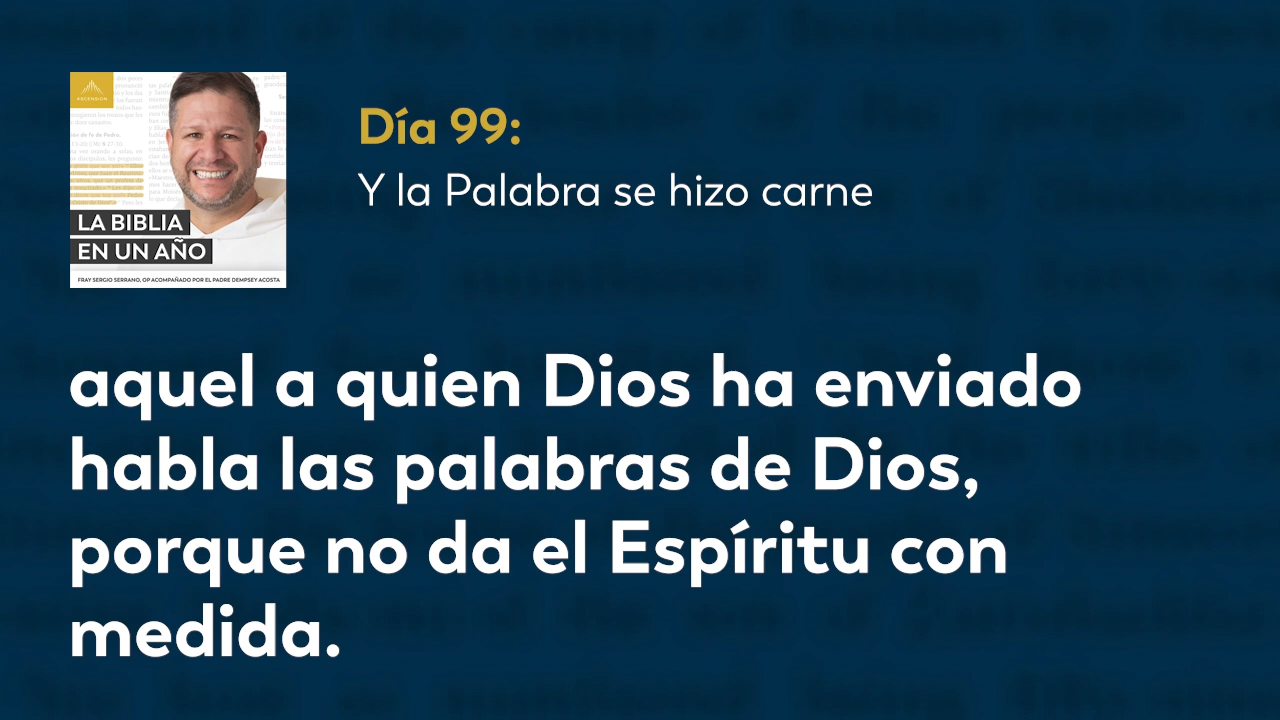 ASCENSION
LA BIBLIA
EN UN AÑO
FRAY SERGIO SERRANO, OP ACOMPAÑADO POR EL PADRE DEMPSEY ACOSTA
Día 99:
Y la Palabra se hizo carne
aquel a quien Dios ha enviado
habla las palabras de Dios,
porque no da el Espíritu con
medida.